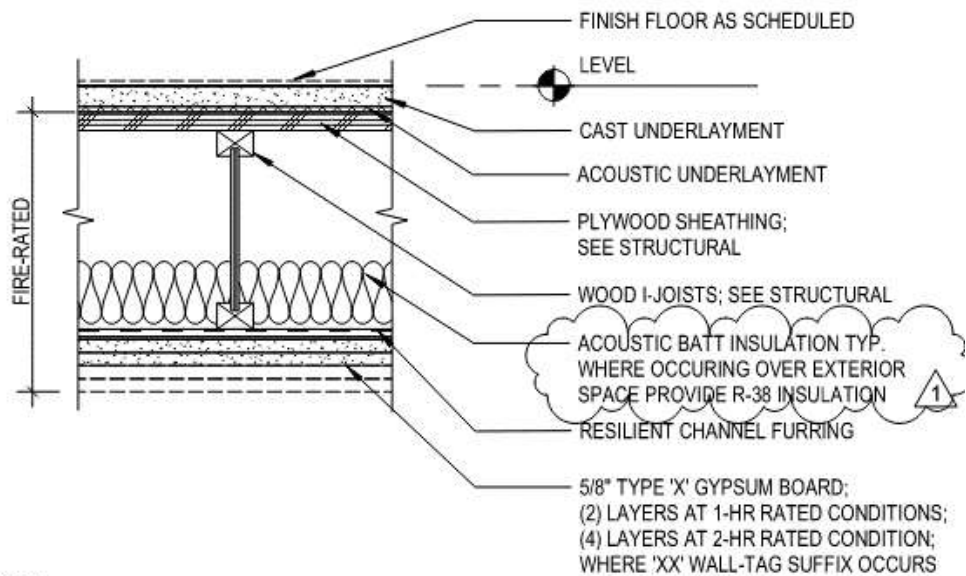 FINISH FLOOR AS SCHEDULED
LEVEL
CAST UNDERLAYMENT
ACOUSTIC UNDERLAYMENT
PLYWOOD SHEATHING;
SEE STRUCTURAL
WOOD I-JOISTS; SEE STRUCTURAL
ACOUSTIC BATT INSULATION TYP.
WHERE OCCURING OVER EXTERIOR
SPACE PROVIDE R-38 INSULATION
1
RESILIENT CHANNEL FURRING
5/8" TYPE 'X' GYPSUM BOARD;
(2) LAYERS AT 1-HR RATED CONDITIONS;
(4) LAYERS AT 2-HR RATED CONDITION;
WHERE 'XX' WALL-TAG SUFFIX OCCURS
FIRE-RATED